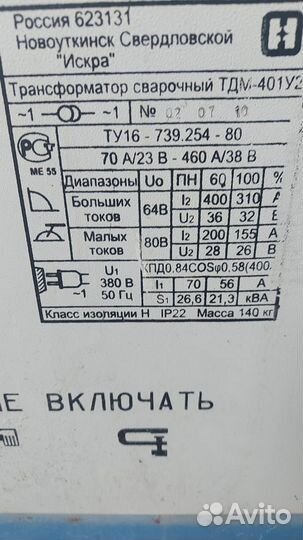 Россия 623131
Новоуткинск Свердловской
"Искра"
Трансформатор сварочный ТДМ-401У2
~1 ~1 № 02 07 10
ТУ16 - 739.254 - 80
70 А/23 В - 460 А/38 В
МЕ 55
Диапазоны Uo ПН 60 100 %
Больших токов 64В I2 400 310 А
U2 36 32 В
Малых токов 80В I2 200 155 А
U2 28 26 В
КПД0.84COSφ0.58(400.
~1 U1 380 В 50 Гц I1 70 56 А
S1 26,6 21,3 кВА
Класс изоляции Н IP22 Масса 140 кг
НЕ ВКЛЮЧАТЬ
Avito